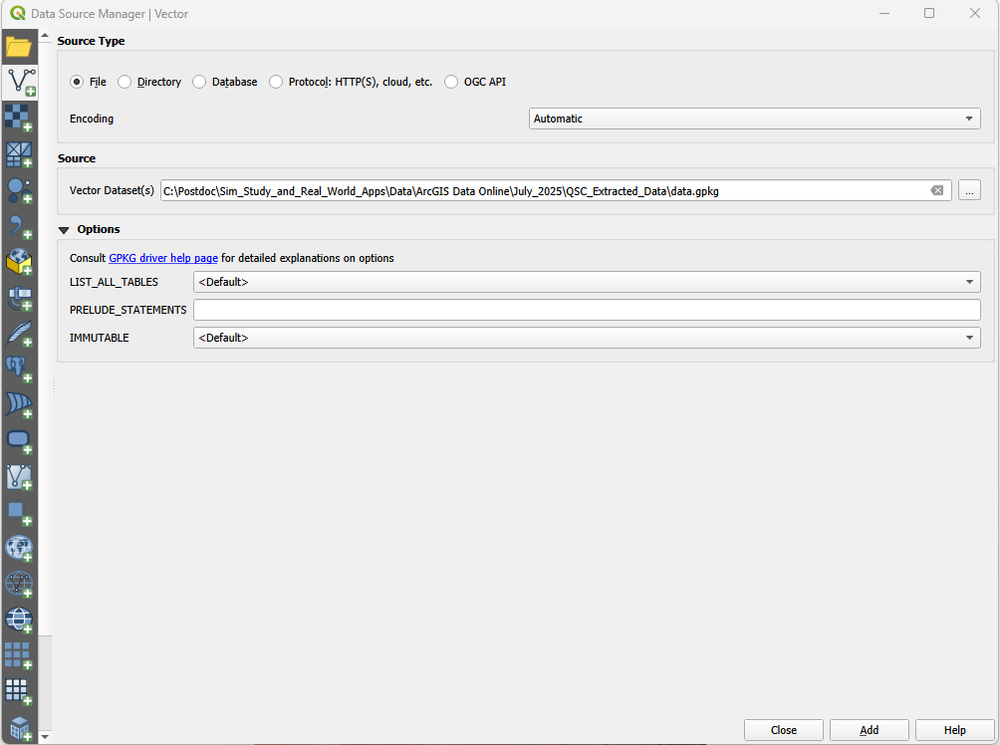 Data Source Manager | Vector
Source Type
File Directory Database Protocol: HTTP(S), cloud, etc. OGC API
Encoding Automatic
Source
Vector Dataset(s) C:\Postdoc\Sim_Study_and_Real_World_Apps\Data\ArcGIS Data Online\July_2025\QSC_Extracted_Data\data.gpkg ...
Options
Consult GPKG driver help page for detailed explanations on options
LIST_ALL_TABLES <Default>
PRELUDE_STATEMENTS
IMMUTABLE <Default>
Close Add Help